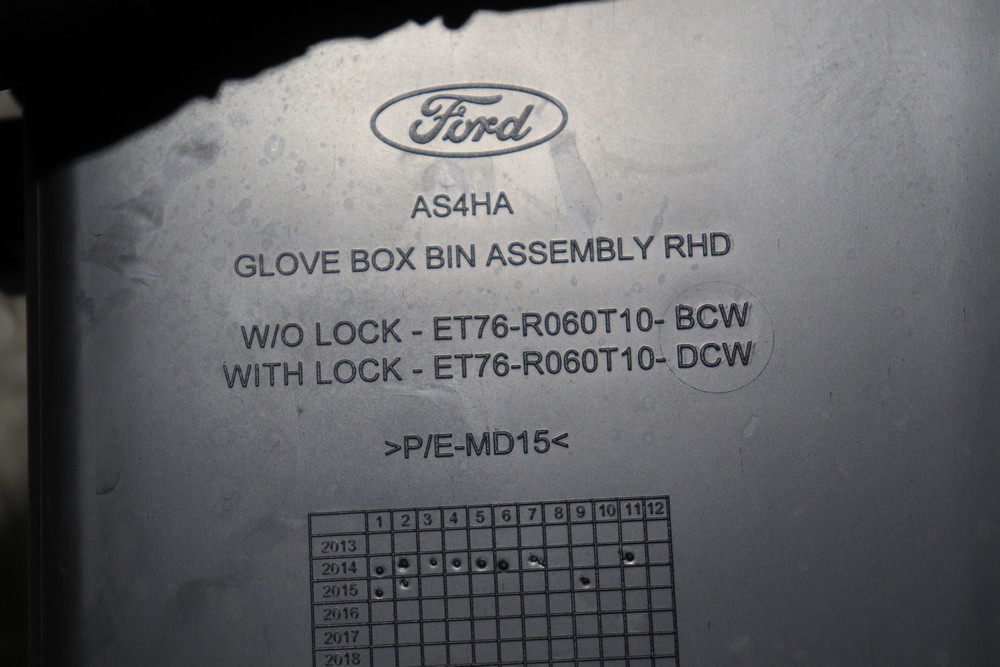 Ford
AS4HA
GLOVE BOX BIN ASSEMBLY RHD
W/O LOCK - ET76-R060T10- BCW
WITH LOCK - ET76-R060T10- DCW
>P/E-MD15<
1 2 3 4 5 6 7 8 9 10 11 12
2013
2014
2015
2016
2017
2018